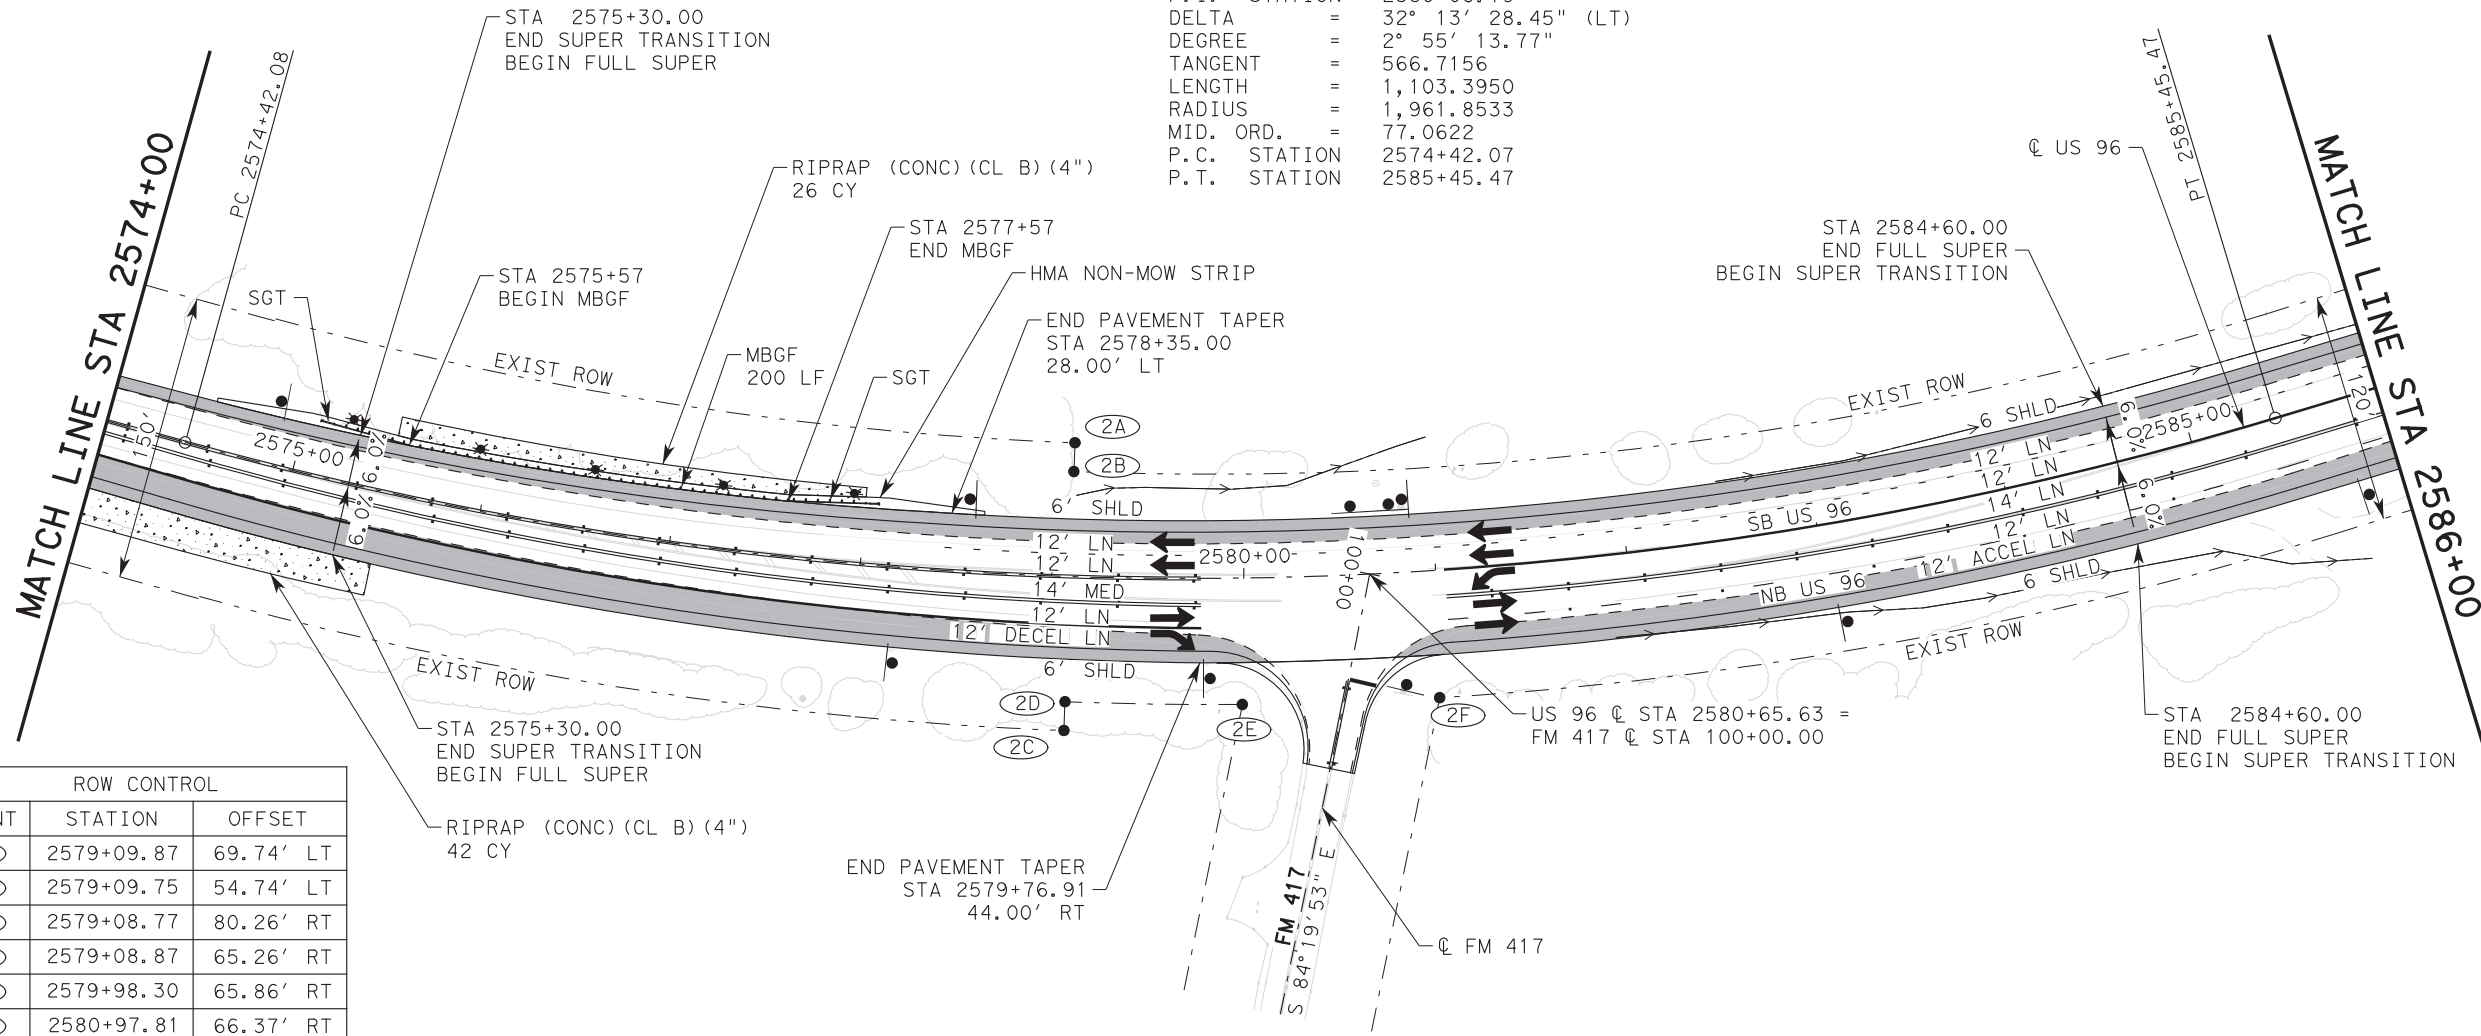 STA 2575+30.00
END SUPER TRANSITION
BEGIN FULL SUPER
DELTA = 32° 13′ 28.45" (LT)
DEGREE = 2° 55′ 13.77"
TANGENT = 566.7156
LENGTH = 1,103.3950
RADIUS = 1,961.8533
MID. ORD. = 77.0622
P.C. STATION 2574+42.07
P.T. STATION 2585+45.47
MATCH LINE STA 2574+00
PC 2574+42.08
RIPRAP (CONC)(CL B)(4")
26 CY
STA 2577+57
END MBGF
HMA NON-MOW STRIP
STA 2575+57
BEGIN MBGF
SGT
END PAVEMENT TAPER
STA 2578+35.00
28.00′ LT
MBGF
200 LF
SGT
EXIST ROW
℄ US 96
PT 2585+45.47
MATCH LINE STA 2586+00
STA 2584+60.00
END FULL SUPER
BEGIN SUPER TRANSITION
EXIST ROW
150′
2575+00
6.0%
6.0%
2A
2B
6′ SHLD
12′ LN
12′ LN
14′ MED
12′ LN
12′ DECEL LN
6′ SHLD
2580+00
100+00
6 SHLD
12′ LN
12′ LN
14′ LN
12′ LN
12′ ACCEL LN
6 SHLD
SB US 96
NB US 96
6.0%
6.0%
2585+00
120′
EXIST ROW
EXIST ROW
2D
2C
2E
2F
US 96 ℄ STA 2580+65.63 =
FM 417 ℄ STA 100+00.00
STA 2575+30.00
END SUPER TRANSITION
BEGIN FULL SUPER
RIPRAP (CONC)(CL B)(4")
42 CY
END PAVEMENT TAPER
STA 2579+76.91
44.00′ RT
STA 2584+60.00
END FULL SUPER
BEGIN SUPER TRANSITION
FM 417
S 84°19′53" E
℄ FM 417
ROW CONTROL
STATION OFFSET
2579+09.87 69.74′ LT
2579+09.75 54.74′ LT
2579+08.77 80.26′ RT
2579+08.87 65.26′ RT
2579+98.30 65.86′ RT
2580+97.81 66.37′ RT